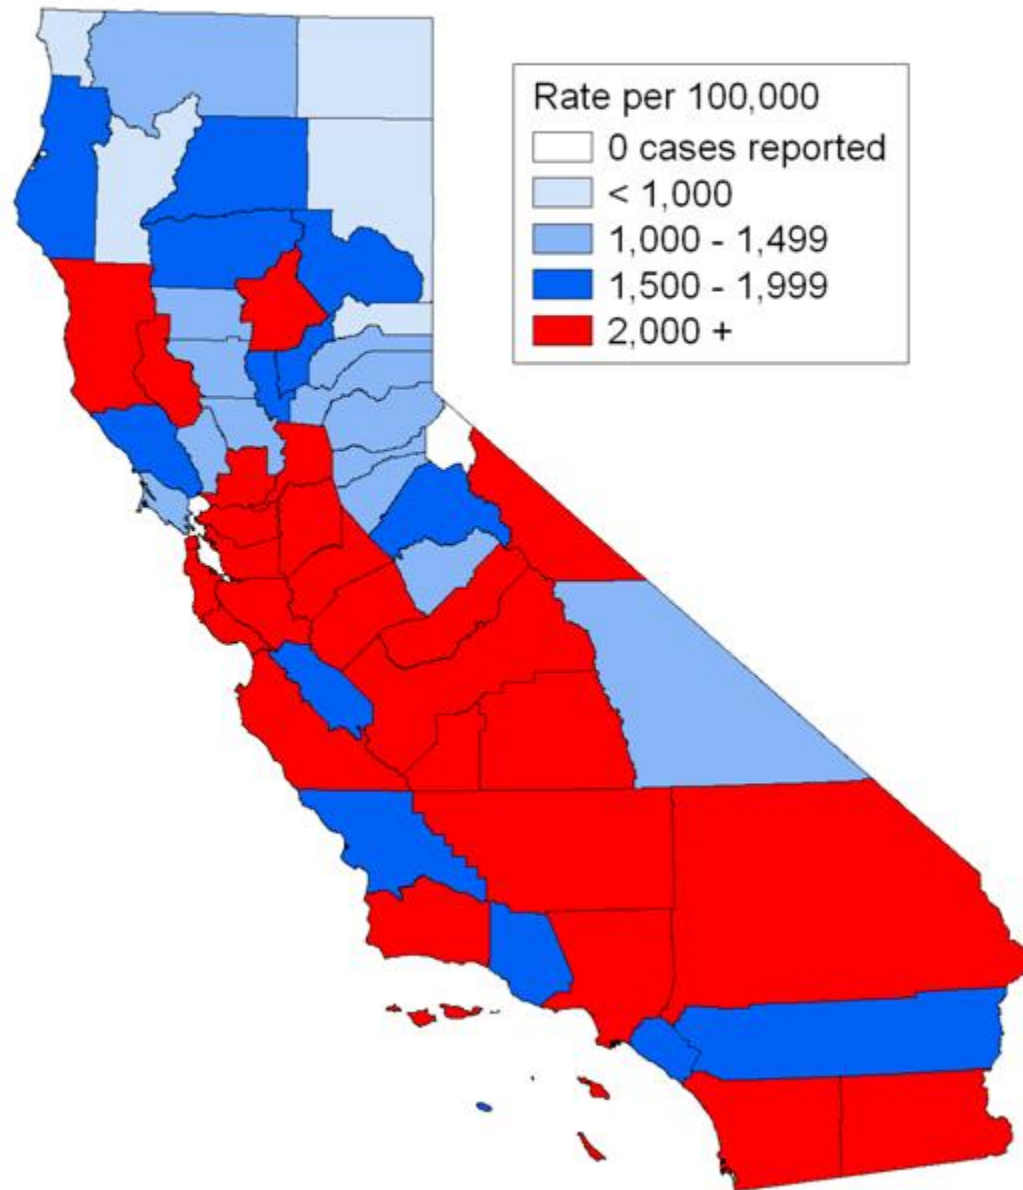 Rate per 100,000
0 cases reported
< 1,000
1,000 - 1,499
1,500 - 1,999
2,000 +